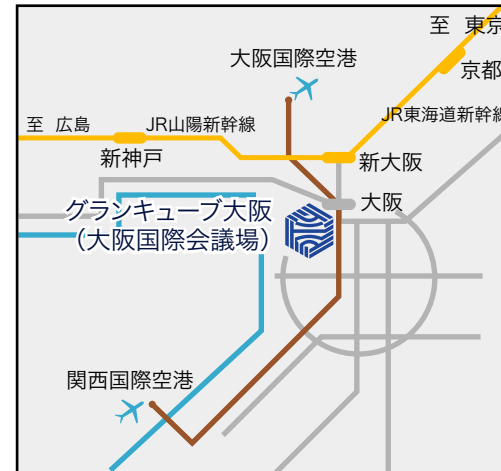 至 東京
大阪国際空港
京都
至 広島
JR山陽新幹線
JR東海道新幹線
新神戸
新大阪
大阪
グランキューブ大阪
（大阪国際会議場）
関西国際空港